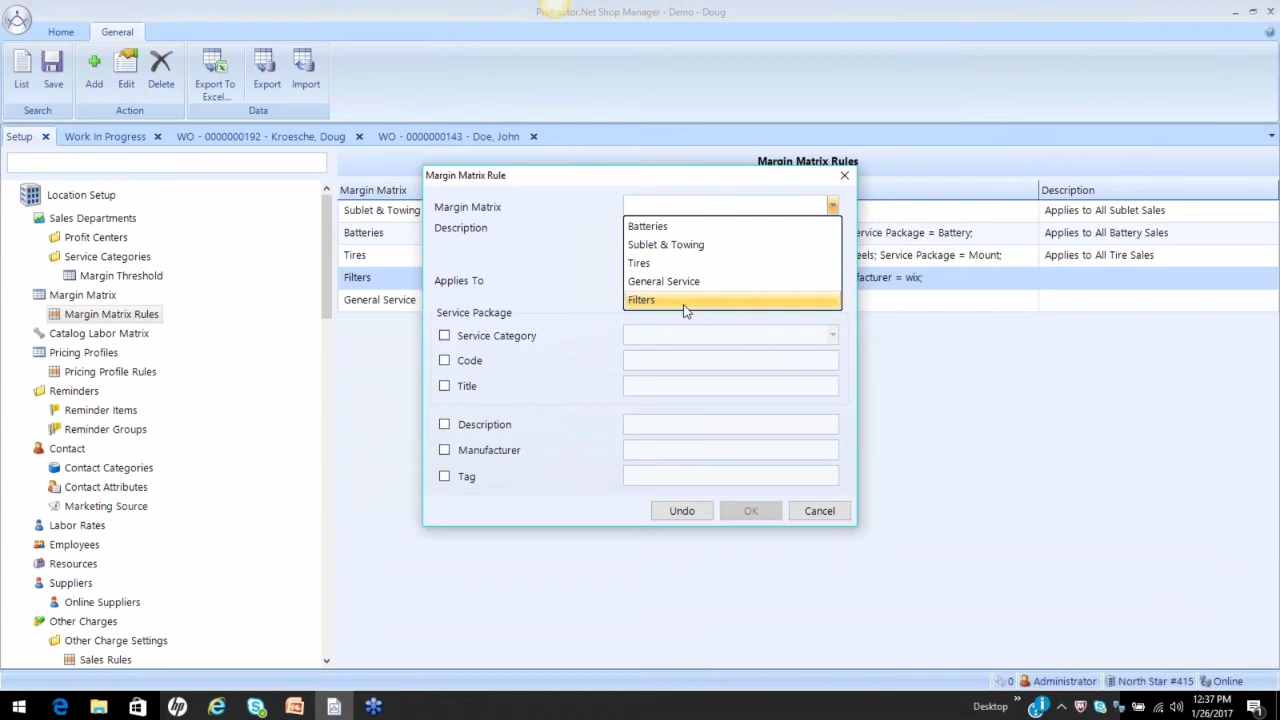 Protractor.Net Shop Manager - Demo - Doug
Home
General
List
Save
Add
Edit
Delete
Export To Excel...
Export
Import
Search
Action
Data
Setup
Work In Progress
WO - 0000000192 - Kroesche, Doug
WO - 0000000143 - Doe, John
Margin Matrix Rules
Location Setup
Sales Departments
Profit Centers
Service Categories
Margin Threshold
Margin Matrix
Margin Matrix Rules
Catalog Labor Matrix
Pricing Profiles
Pricing Profile Rules
Reminders
Reminder Items
Reminder Groups
Contact
Contact Categories
Contact Attributes
Marketing Source
Labor Rates
Employees
Resources
Suppliers
Online Suppliers
Other Charges
Other Charge Settings
Sales Rules
Margin Matrix
Description
Sublet & Towing
Applies to All Sublet Sales
Batteries
ervice Package = Battery;
Applies to All Battery Sales
Tires
eels; Service Package = Mount;
Applies to All Tire Sales
Filters
facturer = wix;
General Service
Margin Matrix Rule
Margin Matrix
Description
Batteries
Sublet & Towing
Tires
General Service
Filters
Applies To
Service Package
Service Category
Code
Title
Description
Manufacturer
Tag
Undo
OK
Cancel
0
Administrator
North Star #415
Online
Desktop
12:37 PM
1/26/2017